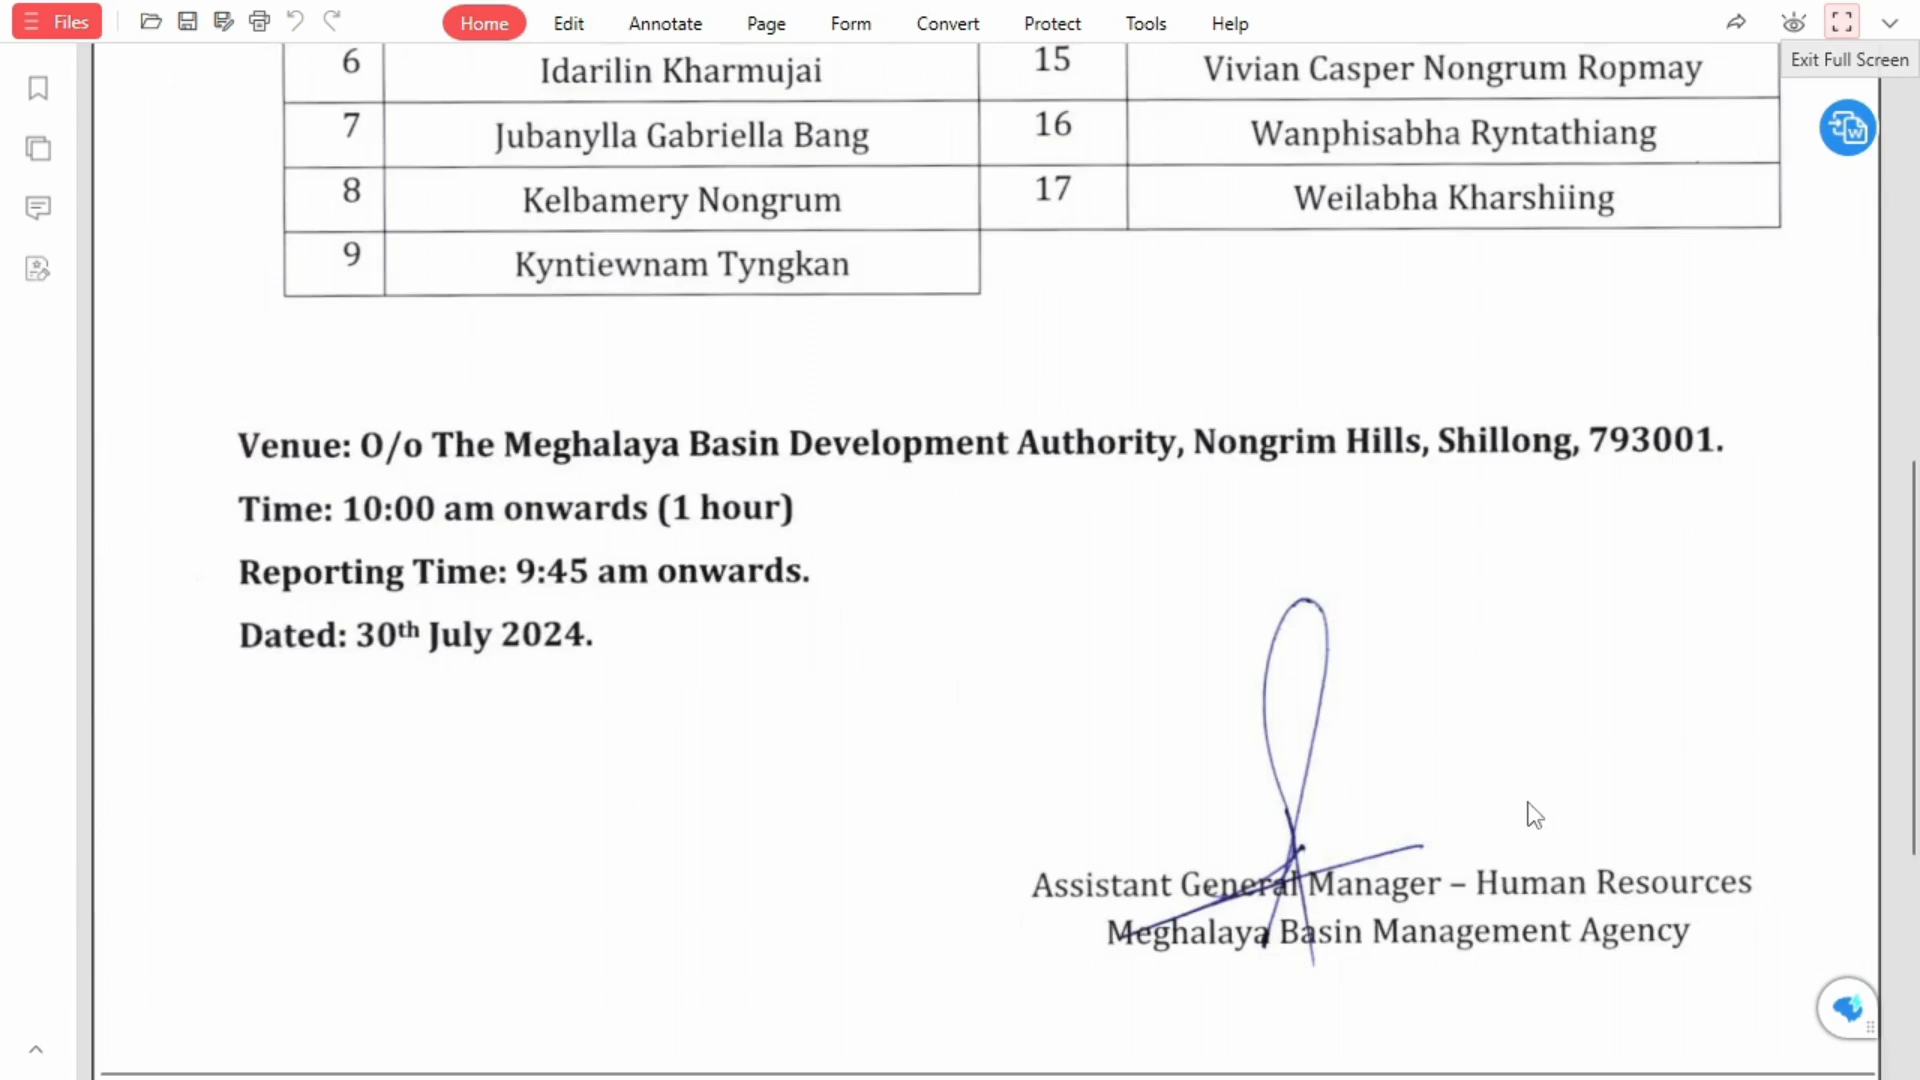 Files
Home Edit Annotate Page Form Convert Protect Tools Help
Exit Full Screen
6 Idarilin Kharmujai 15 Vivian Casper Nongrum Ropmay
7 Jubanylla Gabriella Bang 16 Wanphisabha Ryntathiang
8 Kelbamery Nongrum 17 Weilabha Kharshiing
9 Kyntiewnam Tyngkan
Venue: O/o The Meghalaya Basin Development Authority, Nongrim Hills, Shillong, 793001.
Time: 10:00 am onwards (1 hour)
Reporting Time: 9:45 am onwards.
Dated: 30th July 2024.
Assistant General Manager – Human Resources
Meghalaya Basin Management Agency